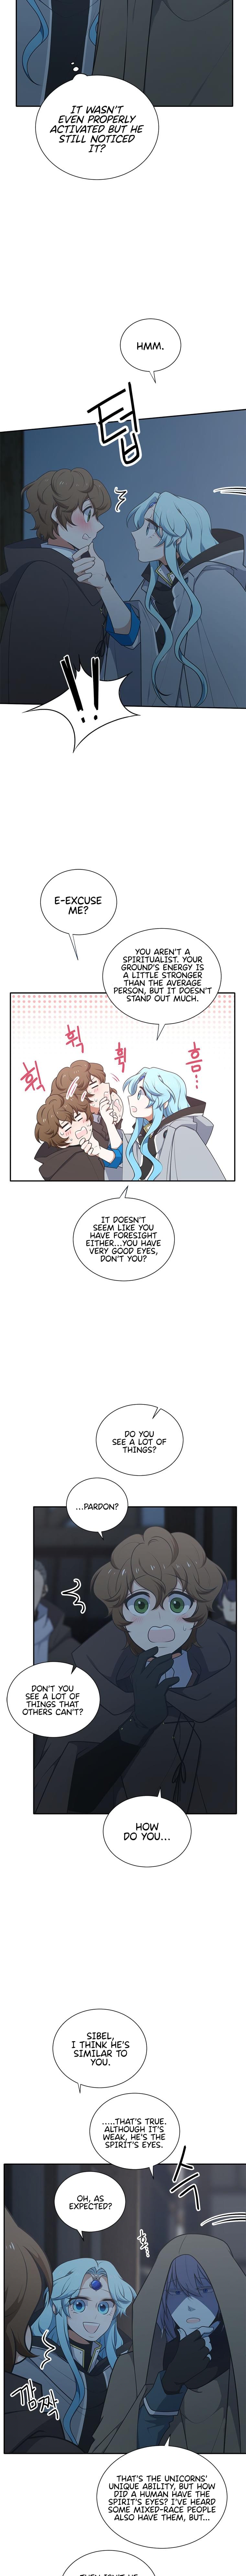 IT WASN'T
EVEN PROPERLY
ACTIVATED BUT HE
STILL NOTICED
IT?
HMM.
텁
!!
E-EXCUSE
ME?
YOU AREN'T A
SPIRITUALIST. YOUR
GROUND'S ENERGY IS
A LITTLE STRONGER
THAN THE AVERAGE
PERSON, BUT IT DOESN'T
STAND OUT MUCH.
휙
휙
휙
흠...
IT DOESN'T
SEEM LIKE YOU
HAVE FORESIGHT
EITHER...YOU HAVE
VERY GOOD EYES,
DON'T YOU?
DO YOU
SEE A LOT OF
THINGS?
...PARDON?
DON'T YOU
SEE A LOT OF
THINGS THAT
OTHERS CAN'T?
HOW
DO YOU...
SIBEL,
I THINK HE'S
SIMILAR TO
YOU.
.....THAT'S TRUE.
ALTHOUGH IT'S
WEAK, HE'S THE
SPIRIT'S EYES.
OH, AS
EXPECTED?
THAT'S THE UNICORNS'
UNIQUE ABILITY, BUT HOW
DID A HUMAN HAVE THE
SPIRIT'S EYES? I'VE HEARD
SOME MIXED-RACE PEOPLE
ALSO HAVE THEM, BUT...